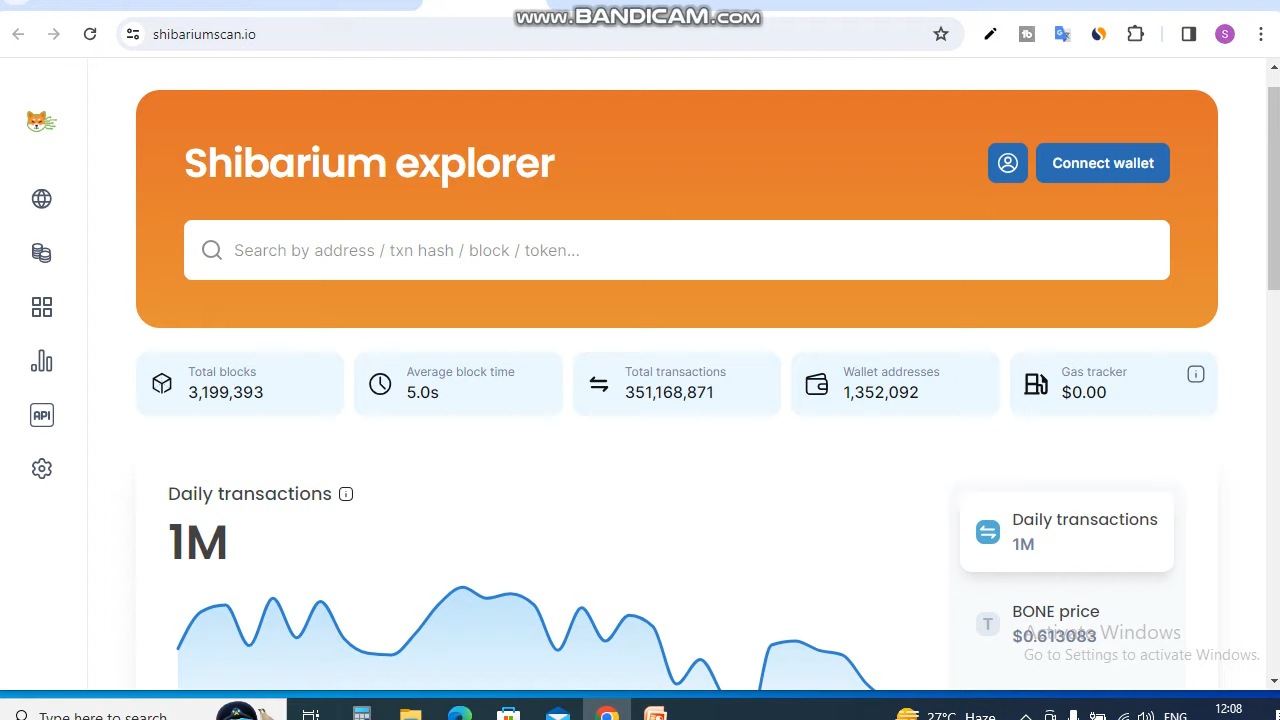 www.BANDICAM.com
shibariumscan.io
S
Shibarium explorer
Connect wallet
Search by address / txn hash / block / token...
Total blocks
3,199,393
Average block time
5.0s
Total transactions
351,168,871
Wallet addresses
1,352,092
Gas tracker
$0.00
API
Daily transactions
1M
Daily transactions
1M
BONE price
$0.613083
T
Activate Windows
Go to Settings to activate Windows.
Type here to search
27°C Haze
ENG
12:08